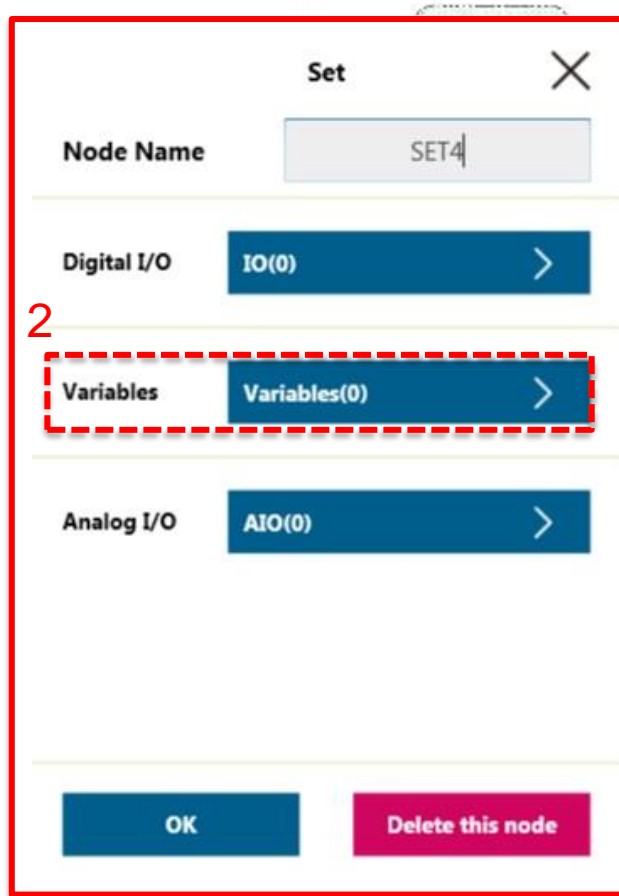 Set
Node Name SET4
Digital I/O IO(0)
2
Variables Variables(0)
Analog I/O AIO(0)
OK Delete this node